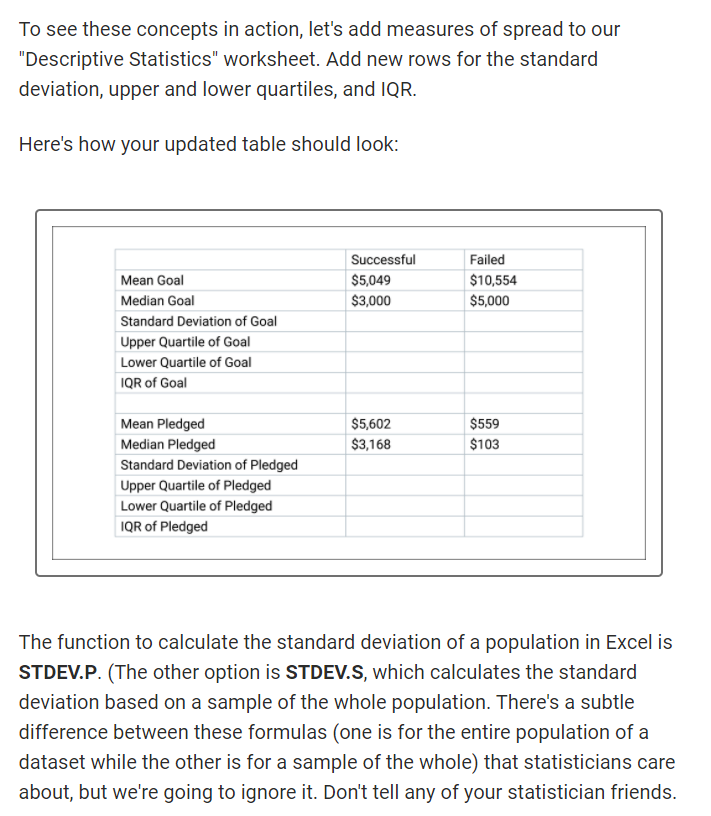 To see these concepts in action, let's add measures of spread to our
"Descriptive Statistics" worksheet. Add new rows for the standard
deviation, upper and lower quartiles, and IQR.
Here's how your updated table should look:
Successful Failed
Mean Goal $5,049 $10,554
Median Goal $3,000 $5,000
Standard Deviation of Goal
Upper Quartile of Goal
Lower Quartile of Goal
IQR of Goal
Mean Pledged $5,602 $559
Median Pledged $3,168 $103
Standard Deviation of Pledged
Upper Quartile of Pledged
Lower Quartile of Pledged
IQR of Pledged
The function to calculate the standard deviation of a population in Excel is
STDEV.P. (The other option is STDEV.S, which calculates the standard
deviation based on a sample of the whole population. There's a subtle
difference between these formulas (one is for the entire population of a
dataset while the other is for a sample of the whole) that statisticians care
about, but we're going to ignore it. Don't tell any of your statistician friends.